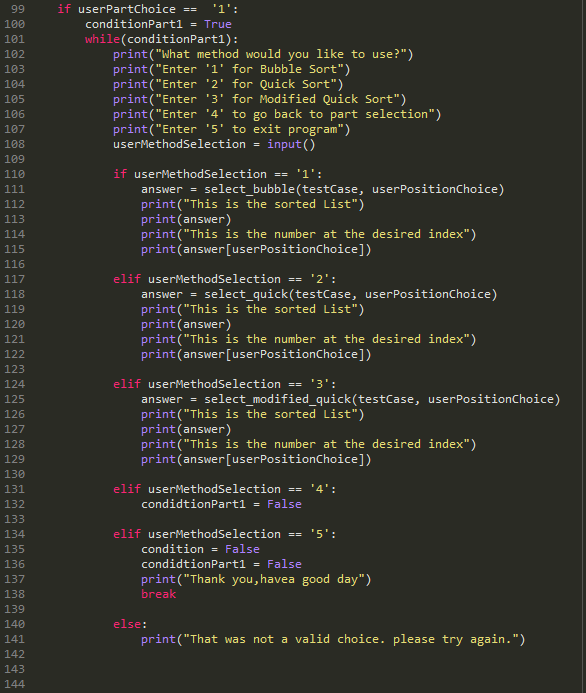 99 if userPartChoice ==  '1':
100 conditionPart1 = True
101 while(conditionPart1):
102 print("What method would you like to use?")
103 print("Enter '1' for Bubble Sort")
104 print("Enter '2' for Quick Sort")
105 print("Enter '3' for Modified Quick Sort")
106 print("Enter '4' to go back to part selection")
107 print("Enter '5' to exit program")
108 userMethodSelection = input()
109
110 if userMethodSelection == '1':
111 answer = select_bubble(testCase, userPositionChoice)
112 print("This is the sorted List")
113 print(answer)
114 print("This is the number at the desired index")
115 print(answer[userPositionChoice])
116
117 elif userMethodSelection == '2':
118 answer = select_quick(testCase, userPositionChoice)
119 print("This is the sorted List")
120 print(answer)
121 print("This is the number at the desired index")
122 print(answer[userPositionChoice])
123
124 elif userMethodSelection == '3':
125 answer = select_modified_quick(testCase, userPositionChoice)
126 print("This is the sorted List")
127 print(answer)
128 print("This is the number at the desired index")
129 print(answer[userPositionChoice])
130
131 elif userMethodSelection == '4':
132 condidtionPart1 = False
133
134 elif userMethodSelection == '5':
135 condition = False
136 condidtionPart1 = False
137 print("Thank you,havea good day")
138 break
139
140 else:
141 print("That was not a valid choice. please try again.")
142
143
144